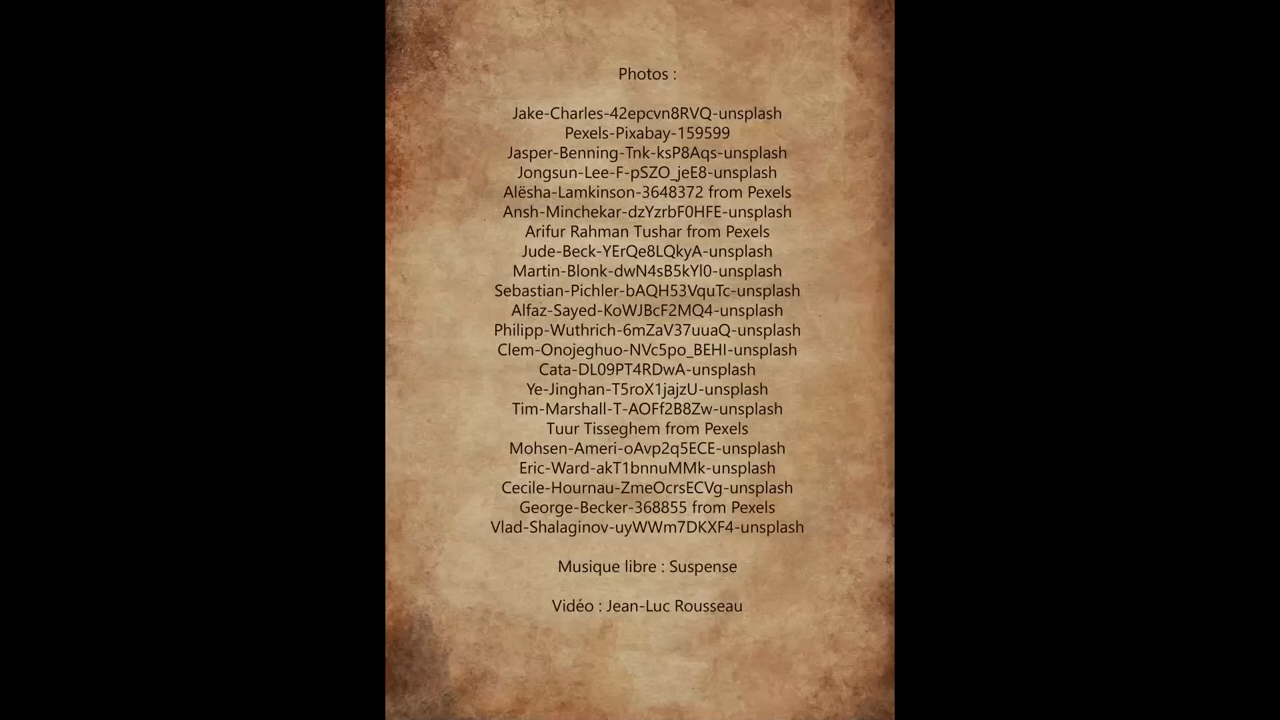 Photos :
Jake-Charles-42epcvn8RVQ-unsplash
Pexels-Pixabay-159599
Jasper-Benning-Tnk-ksP8Aqs-unsplash
Jongsun-Lee-F-pSZO_jeE8-unsplash
Alësha-Lamkinson-3648372 from Pexels
Ansh-Minchekar-dzYzrbF0HFE-unsplash
Arifur Rahman Tushar from Pexels
Jude-Beck-YErQe8LQkyA-unsplash
Martin-Blonk-dwN4sB5kYl0-unsplash
Sebastian-Pichler-bAQH53VquTc-unsplash
Alfaz-Sayed-KoWJBcF2MQ4-unsplash
Philipp-Wuthrich-6mZaV37uuaQ-unsplash
Clem-Onojeghuo-NVc5po_BEHI-unsplash
Cata-DL09PT4RDwA-unsplash
Ye-Jinghan-T5roX1jajzU-unsplash
Tim-Marshall-T-AOFf2B8Zw-unsplash
Tuur Tisseghem from Pexels
Mohsen-Ameri-oAvp2q5ECE-unsplash
Eric-Ward-akT1bnnuMMk-unsplash
Cecile-Hournau-ZmeOcrsECVg-unsplash
George-Becker-368855 from Pexels
Vlad-Shalaginov-uyWWm7DKXF4-unsplash
Musique libre : Suspense
Vidéo : Jean-Luc Rousseau